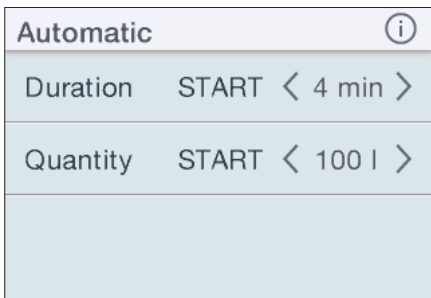 Automatic
Duration START < 4 min >
Quantity START < 100 l >